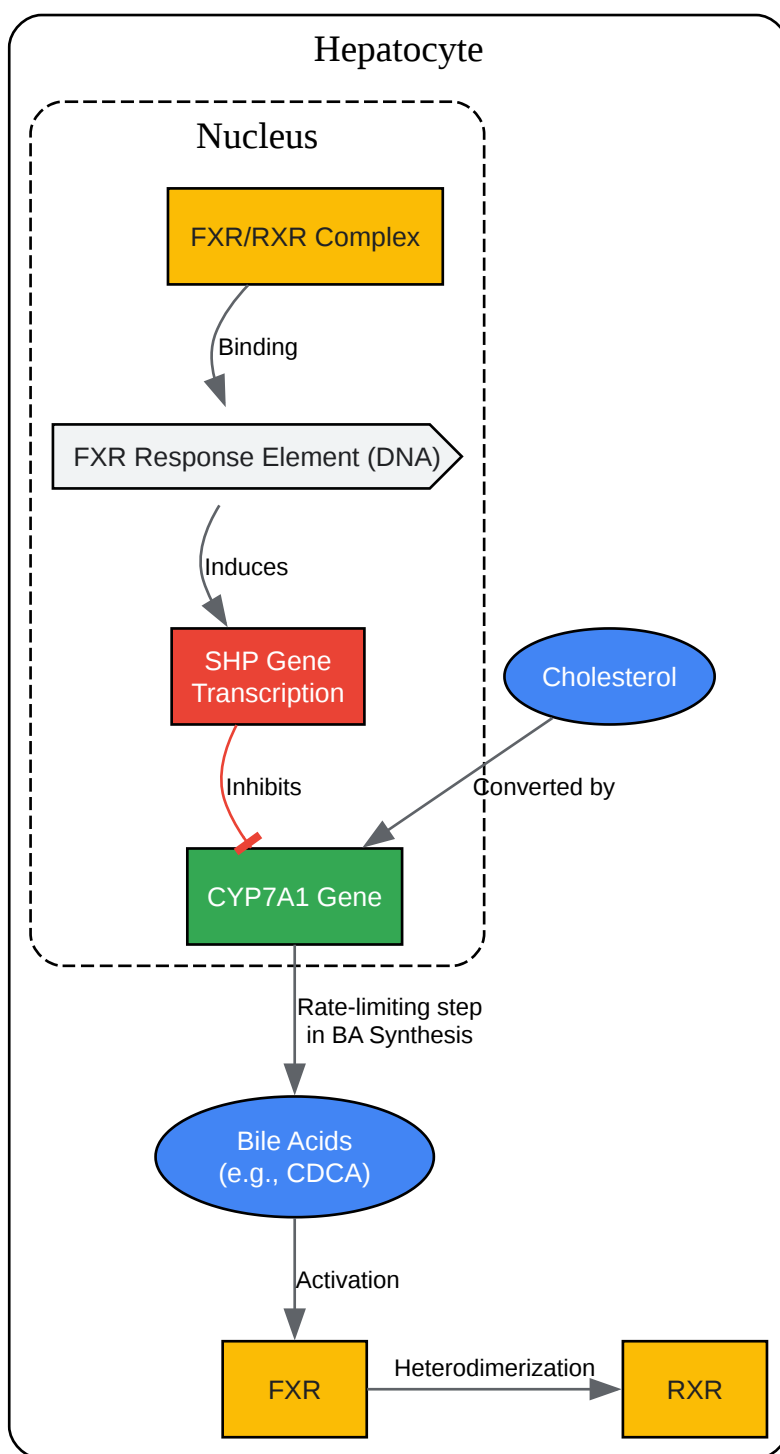 Hepatocyte
Nucleus
FXR/RXR Complex
Binding
FXR Response Element (DNA)
Induces
SHP Gene
Transcription
Cholesterol
Inhibits
Converted by
CYP7A1 Gene
Rate-limiting step
in BA Synthesis
Bile Acids
(e.g., CDCA)
Activation
FXR
Heterodimerization
RXR